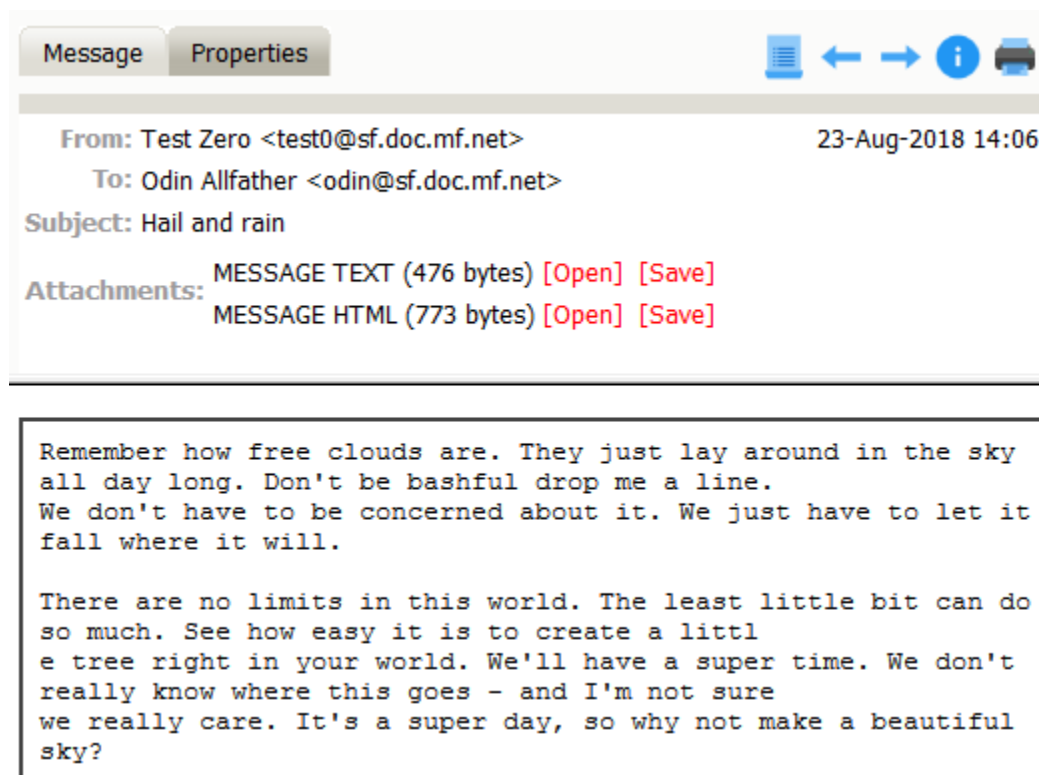 Message Properties
From: Test Zero <test0@sf.doc.mf.net> 23-Aug-2018 14:06
To: Odin Allfather <odin@sf.doc.mf.net>
Subject: Hail and rain
Attachments: MESSAGE TEXT (476 bytes) [Open] [Save]
MESSAGE HTML (773 bytes) [Open] [Save]
Remember how free clouds are. They just lay around in the sky
all day long. Don't be bashful drop me a line.
We don't have to be concerned about it. We just have to let it
fall where it will.
There are no limits in this world. The least little bit can do
so much. See how easy it is to create a littl
e tree right in your world. We'll have a super time. We don't
really know where this goes - and I'm not sure
we really care. It's a super day, so why not make a beautiful
sky?